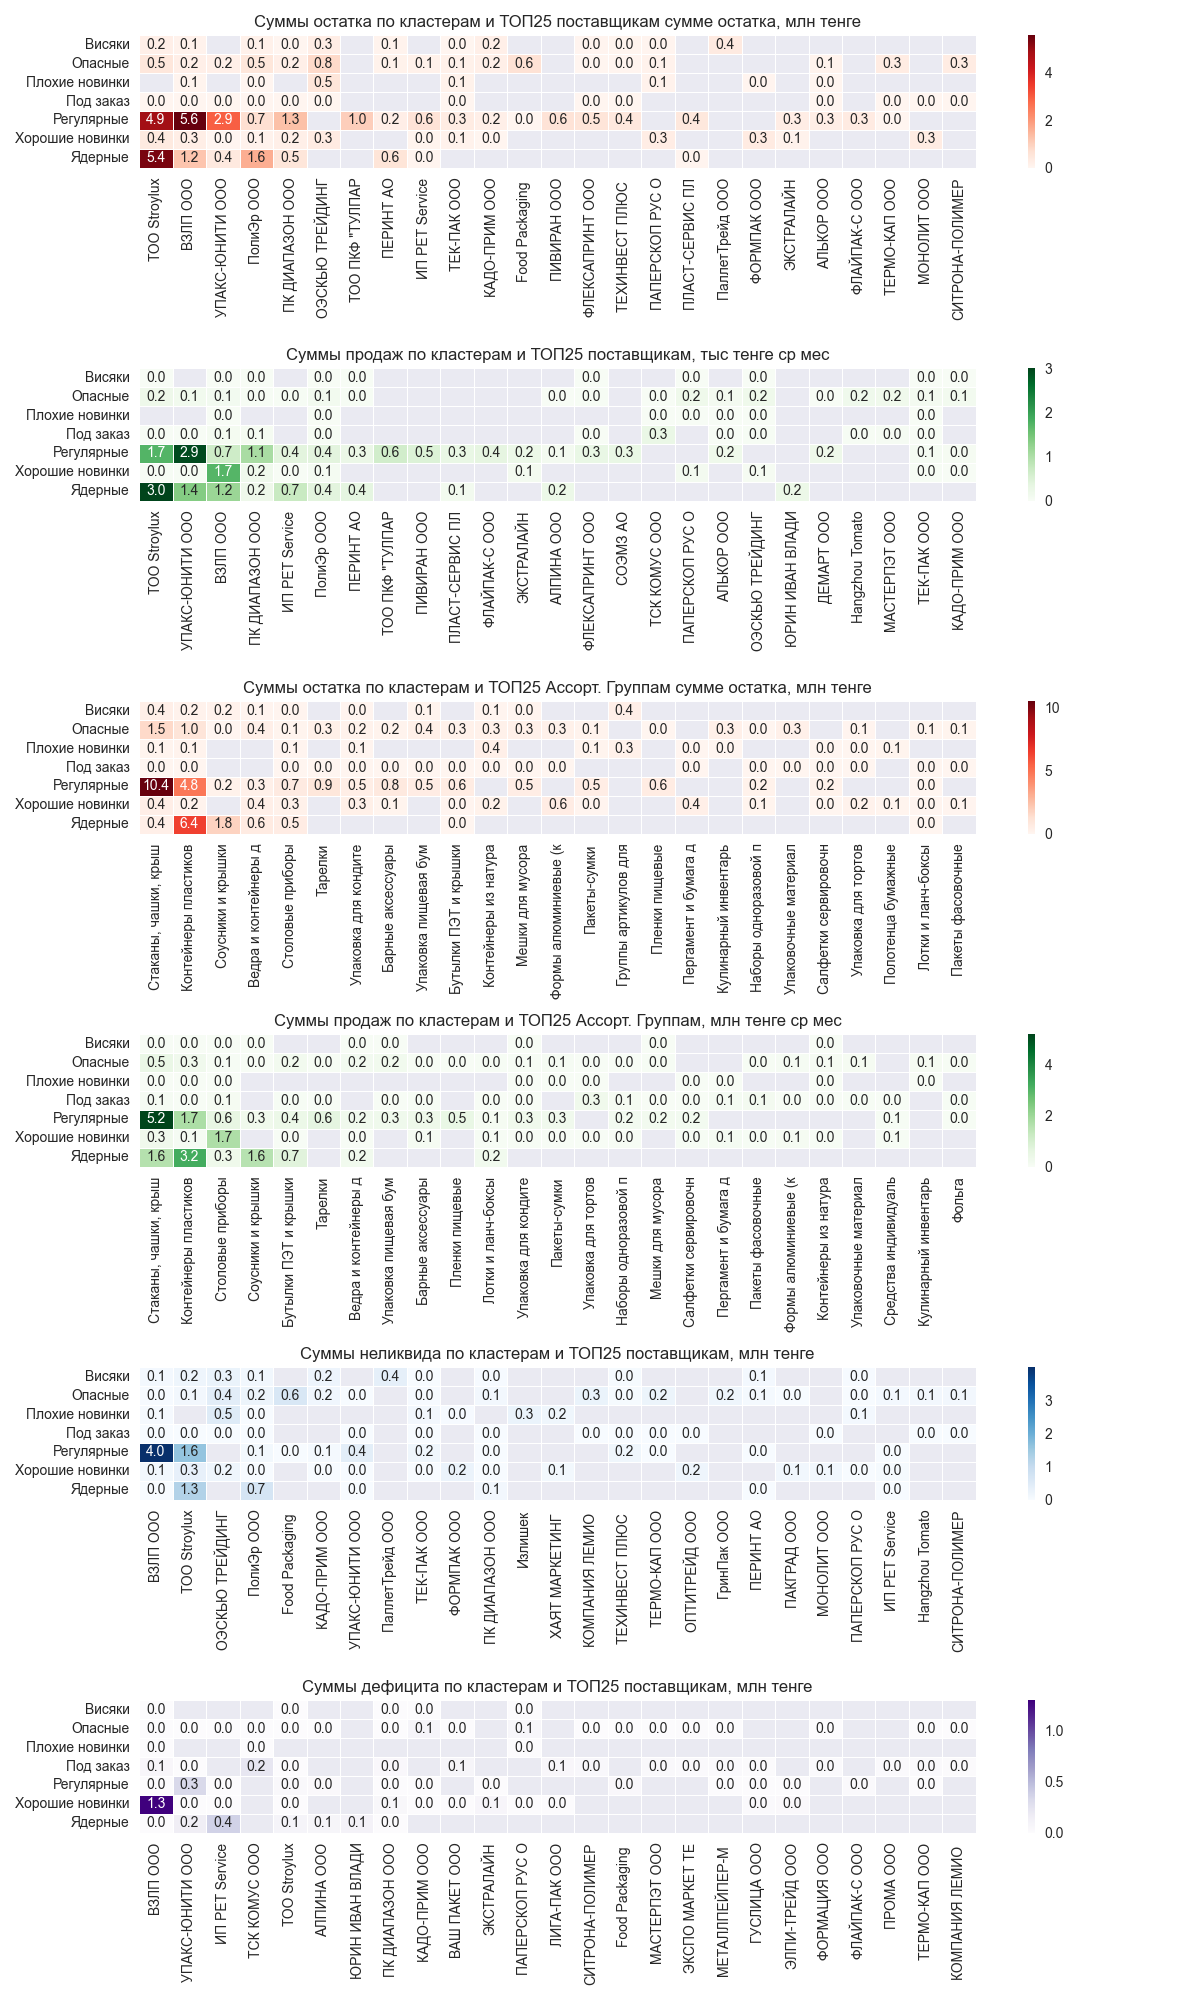 Суммы остатка по кластерам и ТОП25 поставщикам сумме остатка, млн тенге
Висяки 0.2 0.1 0.1 0.0 0.3 0.1 0.0 0.2 0.0 0.0 0.0 0.4
Опасные 0.5 0.2 0.2 0.5 0.2 0.8 0.1 0.1 0.1 0.2 0.6 0.0 0.0 0.1 0.1 0.3 0.3
Плохие новинки 0.1 0.0 0.5 0.1 0.1 0.0 0.0
Под заказ 0.0 0.0 0.0 0.0 0.0 0.0 0.0 0.0 0.0 0.0 0.0 0.0 0.0
Регулярные 4.9 5.6 2.9 0.7 1.3 1.0 0.2 0.6 0.3 0.2 0.0 0.6 0.5 0.4 0.4 0.3 0.3 0.3 0.0
Хорошие новинки 0.4 0.3 0.0 0.1 0.2 0.3 0.0 0.1 0.0 0.3 0.3 0.1 0.3
Ядерные 5.4 1.2 0.4 1.6 0.5 0.6 0.0 0.0
4
2
0
ТОО Stroylux
ВЗЛП ООО
УПАКС-ЮНИТИ ООО
ПолиЭр ООО
ПК ДИАПАЗОН ООО
ОЭСКЬЮ ТРЕЙДИНГ
ТОО ПКФ "ТУЛПАР
ПЕРИНТ АО
ИП РЕТ Service
ТЕК-ПАК ООО
КАДО-ПРИМ ООО
Food Packaging
ПИВИРАН ООО
ФЛЕКСАПРИНТ ООО
ТЕХИНВЕСТ ПЛЮС
ПАПЕРСКОП РУС О
ПЛАСТ-СЕРВИС ПЛ
ПаллетТрейд ООО
ФОРМПАК ООО
ЭКСТРАЛАЙН
АЛЬКОР ООО
ФЛАЙПАК-С ООО
ТЕРМО-КАП ООО
МОНОЛИТ ООО
СИТРОНА-ПОЛИМЕР
Суммы продаж по кластерам и ТОП25 поставщикам, тыс тенге ср мес
Висяки 0.0 0.0 0.0 0.0 0.0 0.0 0.0 0.0 0.0 0.0
Опасные 0.2 0.1 0.1 0.0 0.0 0.1 0.0 0.0 0.0 0.0 0.2 0.1 0.2 0.0 0.2 0.2 0.1 0.1
Плохие новинки 0.0 0.0 0.0 0.0 0.0 0.0 0.0
Под заказ 0.0 0.0 0.1 0.1 0.0 0.0 0.3 0.0 0.0 0.0 0.0 0.0
Регулярные 1.7 2.9 0.7 1.1 0.4 0.4 0.3 0.6 0.5 0.3 0.4 0.2 0.1 0.3 0.3 0.2 0.2 0.1 0.0
Хорошие новинки 0.0 0.0 1.7 0.2 0.0 0.1 0.1 0.1 0.1 0.0 0.0
Ядерные 3.0 1.4 1.2 0.2 0.7 0.4 0.4 0.1 0.2 0.2
3
2
1
0
ТОО Stroylux
УПАКС-ЮНИТИ ООО
ВЗЛП ООО
ПК ДИАПАЗОН ООО
ИП РЕТ Service
ПолиЭр ООО
ПЕРИНТ АО
ТОО ПКФ "ТУЛПАР
ПИВИРАН ООО
ПЛАСТ-СЕРВИС ПЛ
ФЛАЙПАК-С ООО
ЭКСТРАЛАЙН
АЛПИНА ООО
ФЛЕКСАПРИНТ ООО
СОЭМЗ АО
ТСК КОМУС ООО
ПАПЕРСКОП РУС О
АЛЬКОР ООО
ОЭСКЬЮ ТРЕЙДИНГ
ЮРИН ИВАН ВЛАДИ
ДЕМАРТ ООО
Hangzhou Tomato
МАСТЕРПЭТ ООО
ТЕК-ПАК ООО
КАДО-ПРИМ ООО
Суммы остатка по кластерам и ТОП25 Ассорт. Группам сумме остатка, млн тенге
Висяки 0.4 0.2 0.2 0.1 0.0 0.0 0.1 0.1 0.0 0.4
Опасные 1.5 1.0 0.0 0.4 0.1 0.3 0.2 0.2 0.4 0.3 0.3 0.3 0.3 0.1 0.0 0.3 0.0 0.3 0.1 0.1 0.1
Плохие новинки 0.1 0.1 0.1 0.1 0.4 0.1 0.3 0.0 0.0 0.0 0.0 0.1
Под заказ 0.0 0.0 0.0 0.0 0.0 0.0 0.0 0.0 0.0 0.0 0.0 0.0 0.0 0.0 0.0 0.0 0.0
Регулярные 10.4 4.8 0.2 0.3 0.7 0.9 0.5 0.8 0.5 0.6 0.5 0.5 0.6 0.2 0.2 0.0
Хорошие новинки 0.4 0.2 0.4 0.3 0.3 0.1 0.0 0.2 0.6 0.0 0.4 0.1 0.0 0.2 0.1 0.0 0.1
Ядерные 0.4 6.4 1.8 0.6 0.5 0.0 0.0
10
5
0
Стаканы, чашки, крыш
Контейнеры пластиков
Соусники и крышки
Ведра и контейнеры д
Столовые приборы
Тарелки
Упаковка для кондите
Барные аксессуары
Упаковка пищевая бум
Бутылки ПЭТ и крышки
Контейнеры из натура
Мешки для мусора
Формы алюминиевые (к
Пакеты-сумки
Группы артикулов для
Пленки пищевые
Пергамент и бумага д
Кулинарный инвентарь
Наборы одноразовой п
Упаковочные материал
Салфетки сервировочн
Упаковка для тортов
Полотенца бумажные
Лотки и ланч-боксы
Пакеты фасовочные
Суммы продаж по кластерам и ТОП25 Ассорт. Группам, млн тенге ср мес
Висяки 0.0 0.0 0.0 0.0 0.0 0.0 0.0 0.0 0.0
Опасные 0.5 0.3 0.1 0.0 0.2 0.0 0.2 0.2 0.0 0.0 0.0 0.1 0.1 0.0 0.0 0.0 0.0 0.1 0.1 0.1 0.1 0.0
Плохие новинки 0.0 0.0 0.0 0.0 0.0 0.0 0.0 0.0 0.0 0.0
Под заказ 0.1 0.0 0.1 0.0 0.0 0.0 0.0 0.0 0.0 0.3 0.1 0.0 0.0 0.1 0.1 0.0 0.0 0.0 0.0 0.0
Регулярные 5.2 1.7 0.6 0.3 0.4 0.6 0.2 0.3 0.3 0.5 0.1 0.3 0.3 0.2 0.2 0.2 0.1 0.0
Хорошие новинки 0.3 0.1 1.7 0.0 0.0 0.1 0.1 0.0 0.0 0.0 0.0 0.0 0.0 0.1 0.0 0.1 0.0 0.1
Ядерные 1.6 3.2 0.3 1.6 0.7 0.2 0.2
4
2
0
Стаканы, чашки, крыш
Контейнеры пластиков
Столовые приборы
Соусники и крышки
Бутылки ПЭТ и крышки
Тарелки
Ведра и контейнеры д
Упаковка пищевая бум
Барные аксессуары
Пленки пищевые
Лотки и ланч-боксы
Упаковка для кондите
Пакеты-сумки
Упаковка для тортов
Наборы одноразовой п
Мешки для мусора
Салфетки сервировочн
Пергамент и бумага д
Пакеты фасовочные
Формы алюминиевые (к
Контейнеры из натура
Упаковочные материал
Средства индивидуаль
Кулинарный инвентарь
Фольга
Суммы неликвида по кластерам и ТОП25 поставщикам, млн тенге
Висяки 0.1 0.2 0.3 0.1 0.2 0.4 0.0 0.0 0.0 0.1 0.0
Опасные 0.0 0.1 0.4 0.2 0.6 0.2 0.0 0.0 0.1 0.3 0.0 0.2 0.2 0.1 0.0 0.0 0.1 0.1 0.1
Плохие новинки 0.1 0.5 0.0 0.1 0.0 0.3 0.2 0.1
Под заказ 0.0 0.0 0.0 0.0 0.0 0.0 0.0 0.0 0.0 0.0 0.0 0.0 0.0 0.0
Регулярные 4.0 1.6 0.1 0.0 0.1 0.4 0.2 0.0 0.2 0.0 0.0 0.0
Хорошие новинки 0.1 0.3 0.2 0.0 0.0 0.0 0.0 0.2 0.0 0.1 0.2 0.1 0.1 0.0 0.0
Ядерные 0.0 1.3 0.7 0.0 0.1 0.0 0.0
3
2
1
0
ВЗЛП ООО
ТОО Stroylux
ОЭСКЬЮ ТРЕЙДИНГ
ПолиЭр ООО
Food Packaging
КАДО-ПРИМ ООО
УПАКС-ЮНИТИ ООО
ПаллетТрейд ООО
ТЕК-ПАК ООО
ФОРМПАК ООО
ПК ДИАПАЗОН ООО
Излишек
ХАЯТ МАРКЕТИНГ
КОМПАНИЯ ЛЕМИО
ТЕХИНВЕСТ ПЛЮС
ТЕРМО-КАП ООО
ОПТИТРЕЙД ООО
ГринПак ООО
ПЕРИНТ АО
ПАКГРАД ООО
МОНОЛИТ ООО
ПАПЕРСКОП РУС О
ИП РЕТ Service
Hangzhou Tomato
СИТРОНА-ПОЛИМЕР
Суммы дефицита по кластерам и ТОП25 поставщикам, млн тенге
Висяки 0.0 0.0 0.0 0.0 0.0
Опасные 0.0 0.0 0.0 0.0 0.0 0.0 0.0 0.1 0.0 0.1 0.0 0.0 0.0 0.0 0.0 0.0 0.0 0.0
Плохие новинки 0.0 0.0 0.0
Под заказ 0.1 0.0 0.2 0.0 0.0 0.1 0.1 0.0 0.0 0.0 0.0 0.0 0.0 0.0 0.0
Регулярные 0.0 0.3 0.0 0.0 0.0 0.0 0.0 0.0 0.0 0.0 0.0 0.0 0.0 0.0
Хорошие новинки 1.3 0.0 0.0 0.0 0.1 0.0 0.0 0.1 0.0 0.0 0.0
Ядерные 0.0 0.2 0.4 0.1 0.1 0.1 0.0
1.0
0.5
0.0
ВЗЛП ООО
УПАКС-ЮНИТИ ООО
ИП РЕТ Service
ТСК КОМУС ООО
ТОО Stroylux
АЛПИНА ООО
ЮРИН ИВАН ВЛАДИ
ПК ДИАПАЗОН ООО
КАДО-ПРИМ ООО
ВАШ ПАКЕТ ООО
ЭКСТРАЛАЙН
ПАПЕРСКОП РУС О
ЛИГА-ПАК ООО
СИТРОНА-ПОЛИМЕР
Food Packaging
МАСТЕРПЭТ ООО
ЭКСПО МАРКЕТ ТЕ
МЕТАЛЛПЕЙПЕР-М
ГУСЛИЦА ООО
ЭЛПИ-ТРЕЙД ООО
ФОРМАЦИЯ ООО
ФЛАЙПАК-С ООО
ПРОМА ООО
ТЕРМО-КАП ООО
КОМПАНИЯ ЛЕМИО